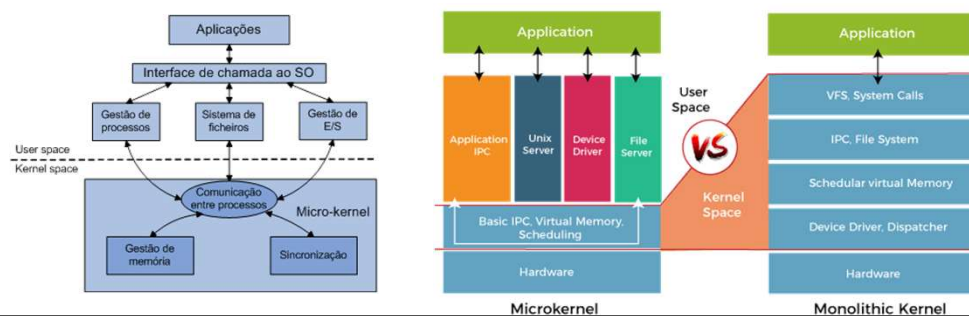 Aplicações
Interface de chamada ao SO
Gestão de
processos
Sistema de
ficheiros
Gestão de
E/S
User space
Kernel space
Comunicação
entre processos
Micro-kernel
Gestão de
memória
Sincronização
Application
Application
IPC
Unix
Server
Device
Driver
File
Server
Basic IPC, Virtual Memory,
Scheduling
Hardware
Microkernel
User
Space
VS
Kernel
Space
Application
VFS, System Calls
IPC, File System
Schedular virtual Memory
Device Driver, Dispatcher
Hardware
Monolithic Kernel